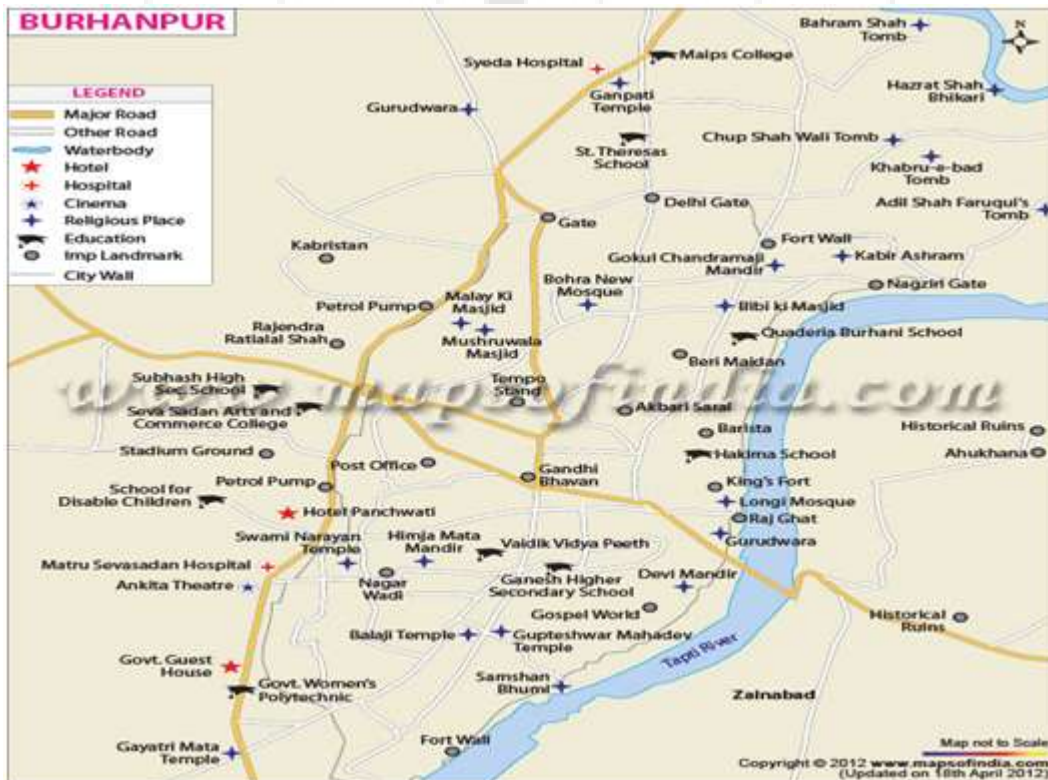 BURHANPUR
N
Bahram Shah
Tomb
Syeda Hospital
Maips College
Ganpati
Temple
Gurudwara
Hazrat Shah
Bhikari
LEGEND
Major Road
Other Road
Waterbody
Hotel
Hospital
Cinema
Religious Place
Education
Imp Landmark
City Wall
St. Theresas
School
Chup Shah Wali Tomb
Khabru-e-bad
Tomb
Delhi Gate
Adil Shah Faruqui's
Tomb
Gate
Kabristan
Fort Wall
Gokul Chandramaji
Mandir
Kabir Ashram
Bohra New
Mosque
Nagziri Gate
Petrol Pump
Malay Ki
Masjid
Bibi ki Masjid
Mushruwala
Masjid
Rajendra
Ratlalal Shah
Quaderia Burhani School
Beri Maidan
www.mapsofindia.com
Subhash High
Sec.School
Tempo
Stand
Seva Sadan Arts and
Commerce College
Akbari Saral
Barista
Historical Ruins
Stadium Ground
Post Office
Gandhi
Bhavan
Hakima School
Ahukhana
Petrol Pump
King's Fort
School for
Disable Children
Hotel Panchwati
Longi Mosque
Raj Ghat
Swami Narayan
Temple
Himja Mata
Mandir
Vaidik Vidya Peeth
Gurudwara
Matru Sevasadan Hospital
Ankita Theatre
Nagar
Wadi
Ganesh Higher
Secondary School
Devi Mandir
Gospel World
Historical
Ruins
Balaji Temple
Gupteshwar Mahadev
Temple
Tapti River
Govt. Guest
House
Govt. Women's
Polytechnic
Samshan
Bhumi
Zainabad
Gayatri Mata
Temple
Fort Wall
Map not to Scale
Copyright © 2012 www.mapsofindia.com
(Updated on 18th April 2012)